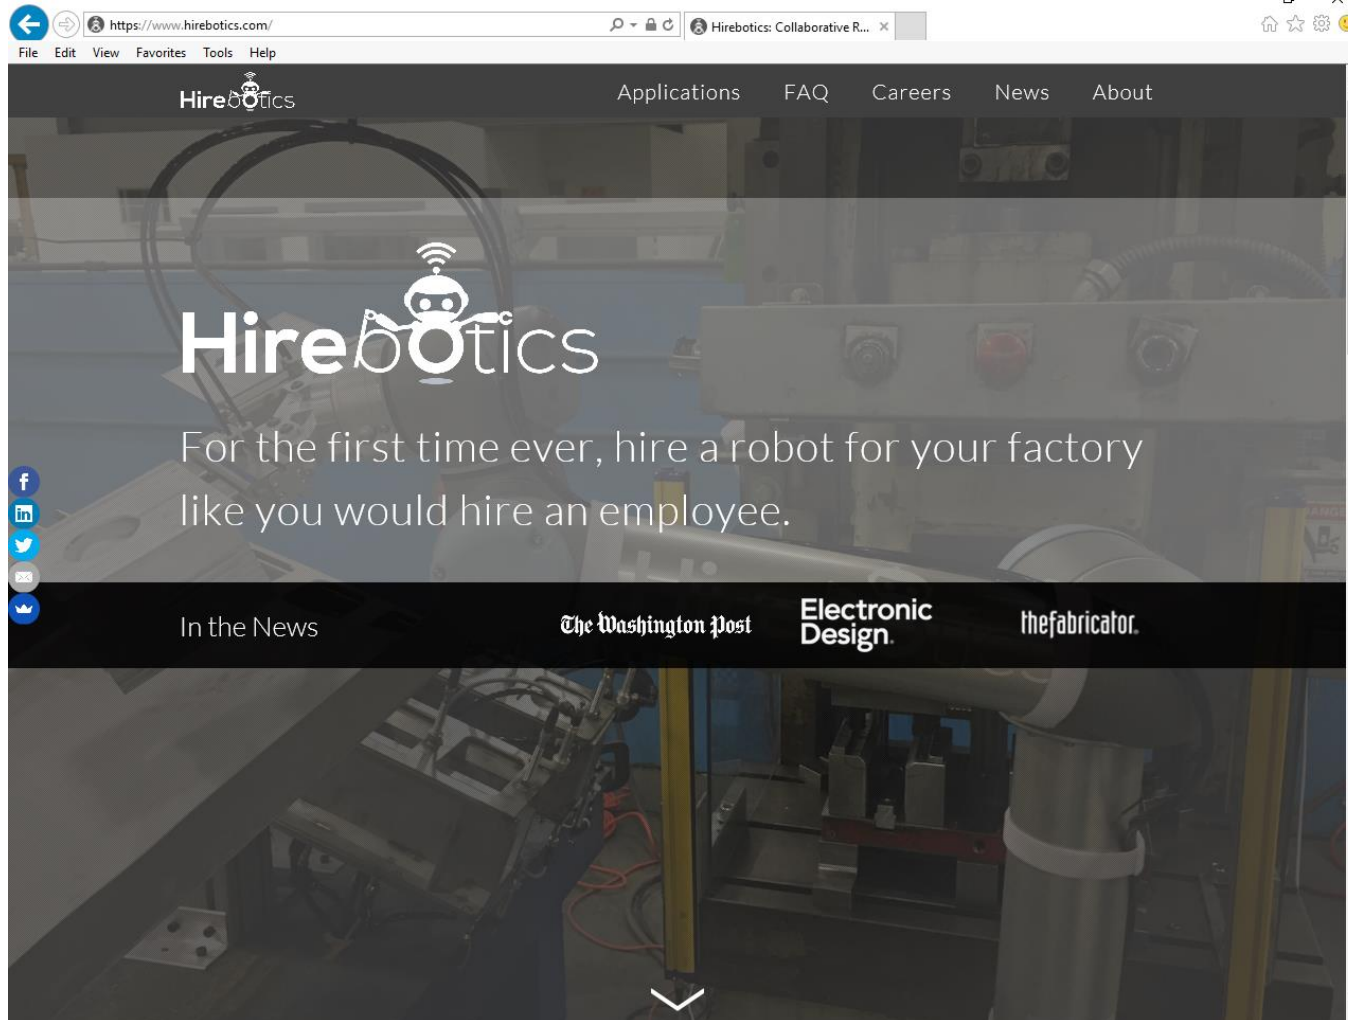 https://www.hirebotics.com/
Hirebotics: Collaborative R...
File Edit View Favorites Tools Help
Hirebotics
Applications FAQ Careers News About
Hirebotics
For the first time ever, hire a robot for your factory
like you would hire an employee.
In the News
The Washington Post
Electronic
Design.
thefabricator.